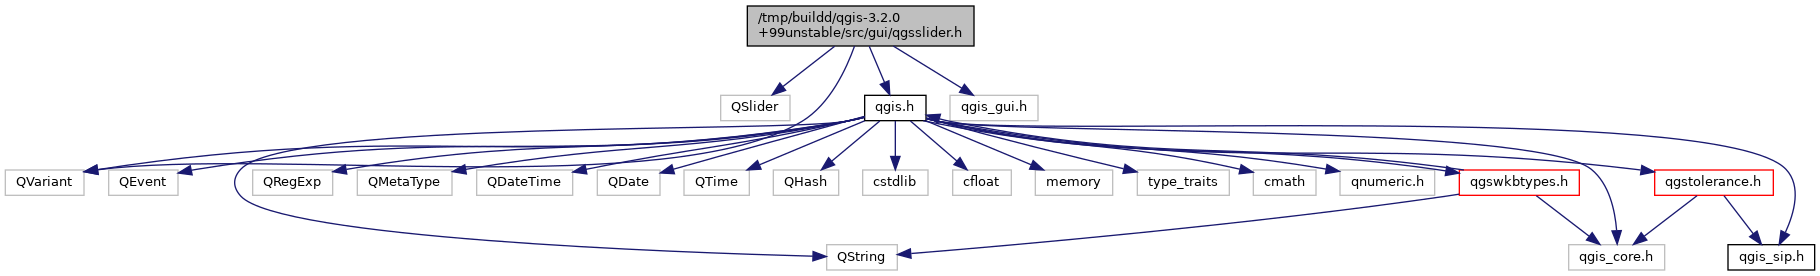 /tmp/buildd/qgis-3.2.0
+99unstable/src/gui/qgsslider.h
QSlider
qgis.h
qgis_gui.h
QVariant
QEvent
QRegExp
QMetaType
QDateTime
QDate
QTime
QHash
cstdlib
cfloat
memory
type_traits
cmath
qnumeric.h
qgswkbtypes.h
qgstolerance.h
QString
qgis_core.h
qgis_sip.h